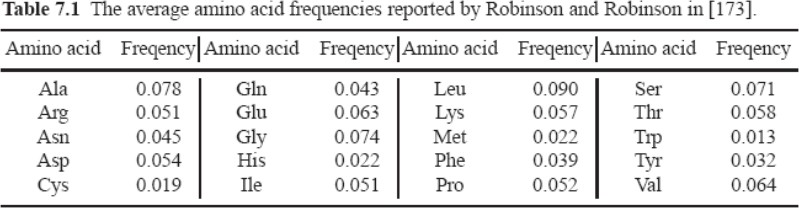 Table 7.1 The average amino acid frequencies reported by Robinson and Robinson in [173].
Amino acid Freqency Amino acid Freqency Amino acid Freqency Amino acid Freqency
Ala 0.078 Gln 0.043 Leu 0.090 Ser 0.071
Arg 0.051 Glu 0.063 Lys 0.057 Thr 0.058
Asn 0.045 Gly 0.074 Met 0.022 Trp 0.013
Asp 0.054 His 0.022 Phe 0.039 Tyr 0.032
Cys 0.019 Ile 0.051 Pro 0.052 Val 0.064